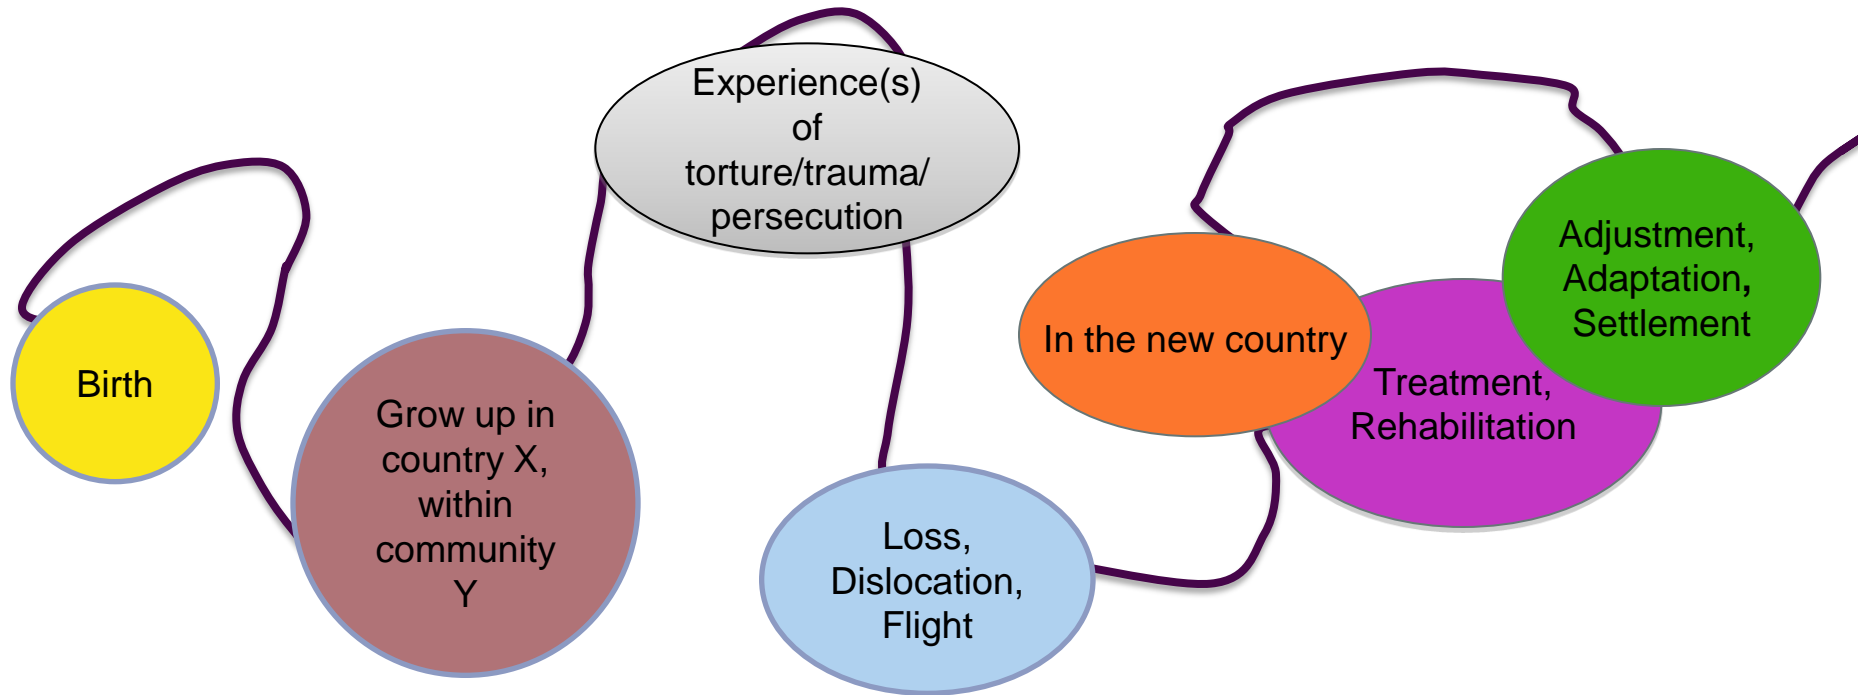 Birth
Grow up in
country X,
within
community
Y
Experience(s)
of
torture/trauma/
persecution
Loss,
Dislocation,
Flight
In the new country
Treatment,
Rehabilitation
Adjustment,
Adaptation,
Settlement